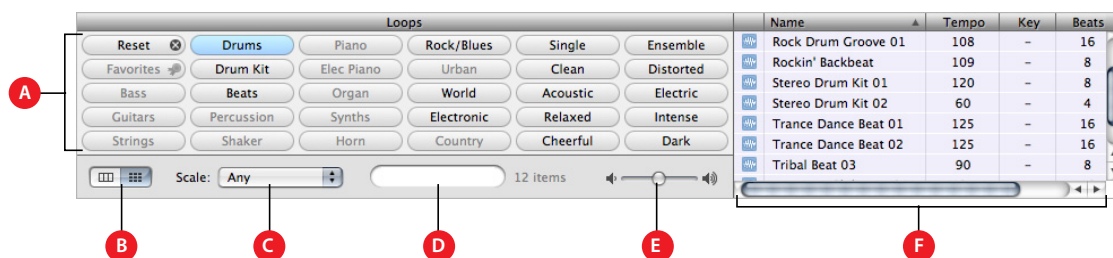 Loops
Name Tempo Key Beats
Reset Drums Piano Rock/Blues Single Ensemble
Favorites Drum Kit Elec Piano Urban Clean Distorted
Bass Beats Organ World Acoustic Electric
Guitars Percussion Synths Electronic Relaxed Intense
Strings Shaker Horn Country Cheerful Dark
Rock Drum Groove 01 108 – 16
Rockin' Backbeat 109 – 8
Stereo Drum Kit 01 120 – 8
Stereo Drum Kit 02 60 – 4
Trance Dance Beat 01 125 – 16
Trance Dance Beat 02 125 – 16
Tribal Beat 03 90 – 8
Scale: Any 12 items
A
B C D E F